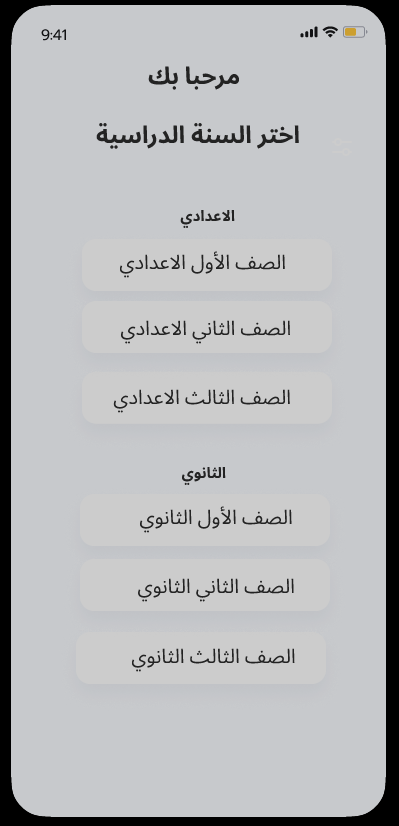 9:41
مرحبا بك
اختر السنة الدراسية
الاعدادي
الصف الأول الاعدادي
الصف الثاني الاعدادي
الصف الثالث الاعدادي
الثانوي
الصف الأول الثانوي
الصف الثاني الثانوي
الصف الثالث الثانوي